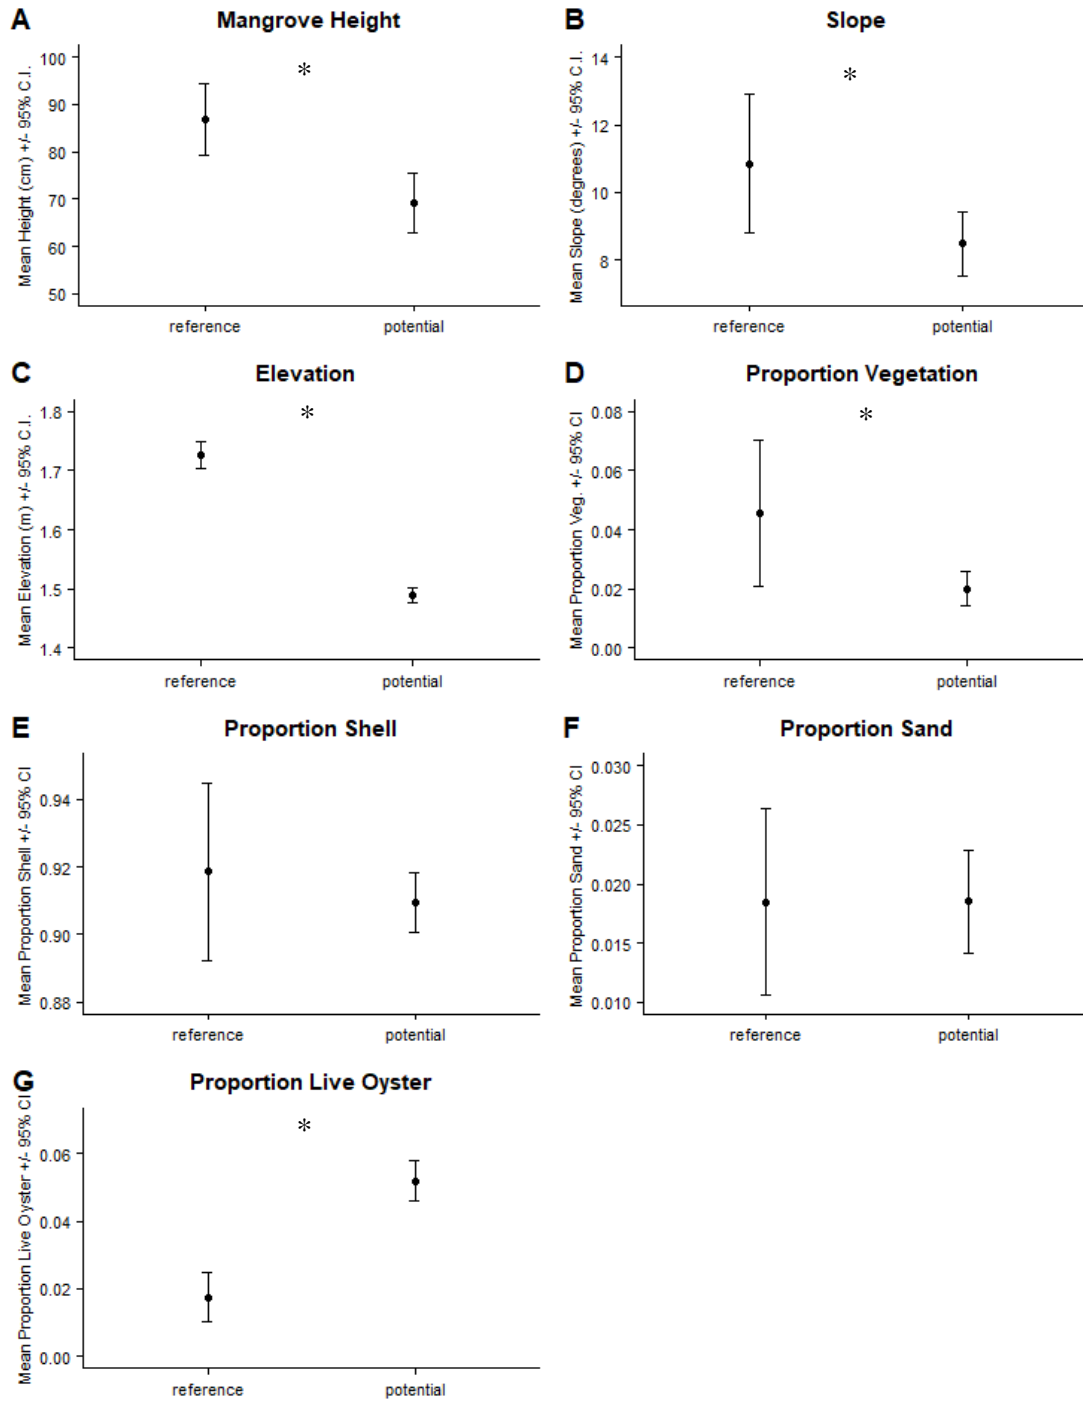 A Mangrove Height
Mean Height (cm) +/- 95% C.I.
100
90
80
70
60
50
*
reference potential
B Slope
Mean Slope (degrees) +/- 95% C.I.
14
12
10
8
*
reference potential
C Elevation
Mean Elevation (m) +/- 95% C.I.
1.8
1.7
1.6
1.5
1.4
*
reference potential
D Proportion Vegetation
Mean Proportion Veg. +/- 95% CI
0.08
0.06
0.04
0.02
0.00
*
reference potential
E Proportion Shell
Mean Proportion Shell +/- 95% CI
0.94
0.92
0.90
0.88
reference potential
F Proportion Sand
Mean Proportion Sand +/- 95% CI
0.030
0.025
0.020
0.015
0.010
reference potential
G Proportion Live Oyster
Mean Proportion Live Oyster +/- 95% CI
0.06
0.04
0.02
0.00
*
reference potential